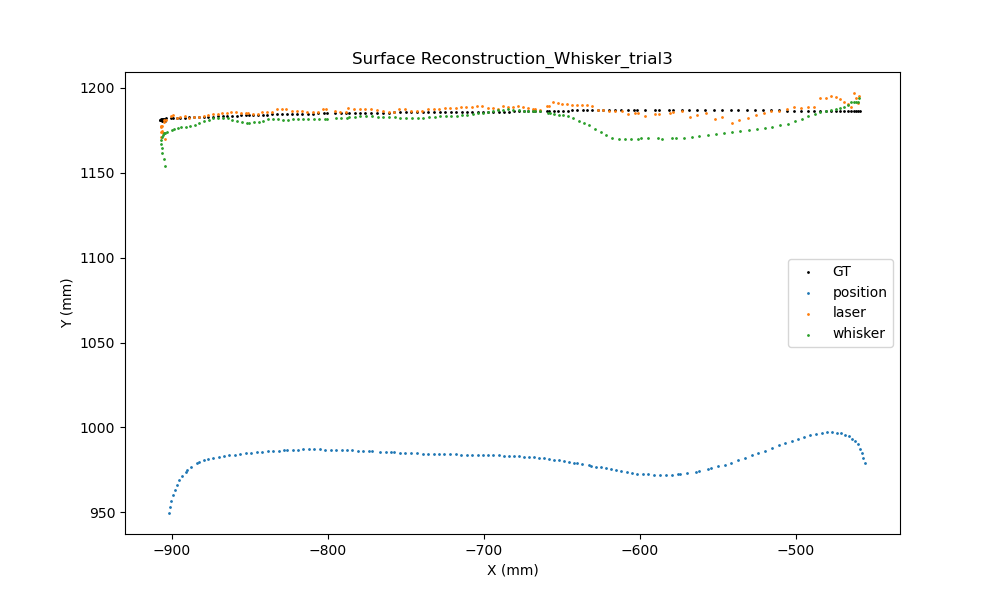 Surface Reconstruction_Whisker_trial3
1200
1150
1100
1050
1000
950
Y (mm)
GT
position
laser
whisker
−900
−800
−700
−600
−500
X (mm)